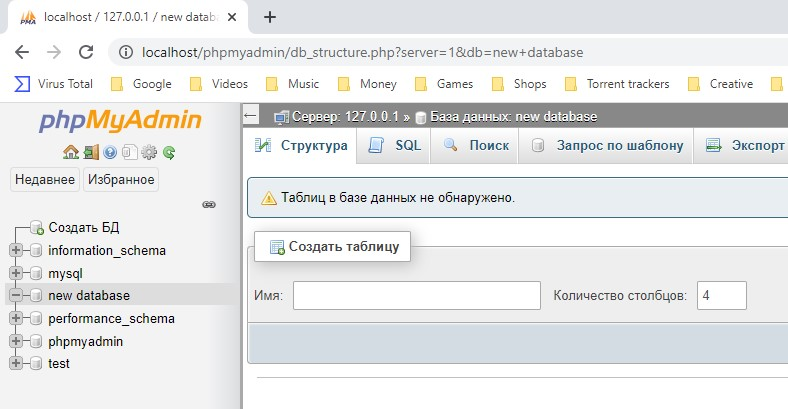 localhost / 127.0.0.1 / new datab
localhost/phpmyadmin/db_structure.php?server=1&db=new+database
Virus Total Google Videos Music Money Games Shops Torrent trackers Creative
phpMyAdmin
Недавнее Избранное
Создать БД
information_schema
mysql
new database
performance_schema
phpmyadmin
test
Сервер: 127.0.0.1 » База данных: new database
Структура SQL Поиск Запрос по шаблону Экспорт
Таблиц в базе данных не обнаружено.
Создать таблицу
Имя: Количество столбцов: 4